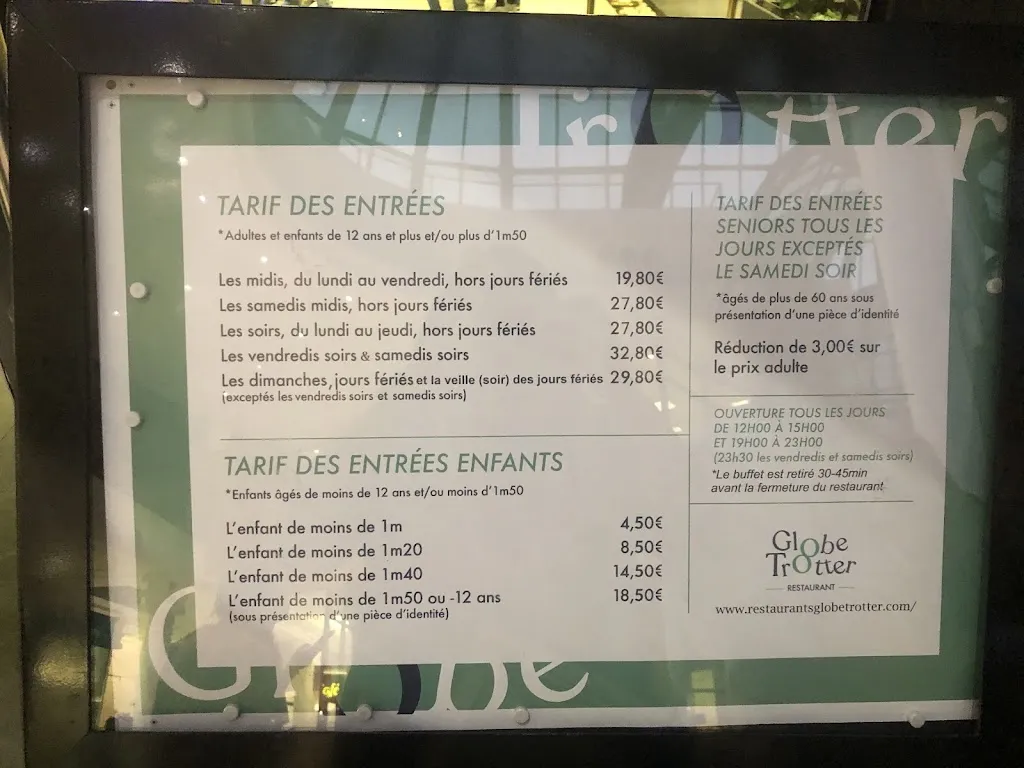 Trotter
TARIF DES ENTRÉES
*Adultes et enfants de 12 ans et plus et/ou plus d'1m50
Les midis, du lundi au vendredi, hors jours fériés 19,80€
Les samedis midis, hors jours fériés 27,80€
Les soirs, du lundi au jeudi, hors jours fériés 27,80€
Les vendredis soirs & samedis soirs 32,80€
Les dimanches, jours fériés et la veille (soir) des jours fériés 29,80€
(exceptés les vendredis soirs et samedis soirs)
TARIF DES ENTRÉES ENFANTS
*Enfants âgés de moins de 12 ans et/ou moins d'1m50
L'enfant de moins de 1m 4,50€
L'enfant de moins de 1m20 8,50€
L'enfant de moins de 1m40 14,50€
L'enfant de moins de 1m50 ou -12 ans 18,50€
(sous présentation d'une pièce d'identité)
TARIF DES ENTRÉES
SENIORS TOUS LES
JOURS EXCEPTÉS
LE SAMEDI SOIR
*âgés de plus de 60 ans sous
présentation d'une pièce d'identité
Réduction de 3,00€ sur
le prix adulte
OUVERTURE TOUS LES JOURS
DE 12H00 À 15H00
ET 19H00 À 23H00
(23h30 les vendredis et samedis soirs)
*Le buffet est retiré 30-45min
avant la fermeture du restaurant
Globe
Trotter
RESTAURANT
www.restaurantsglobetrotter.com/
Globe